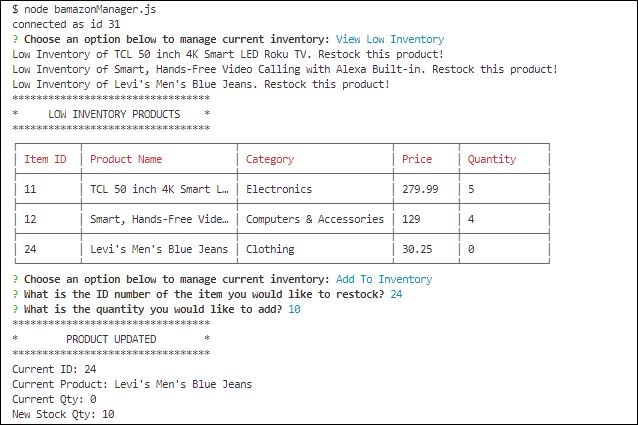 $ node bamazonManager.js
connected as id 31
? Choose an option below to manage current inventory: View Low Inventory
Low Inventory of TCL 50 inch 4K Smart LED Roku TV. Restock this product!
Low Inventory of Smart, Hands-Free Video Calling with Alexa Built-in. Restock this product!
Low Inventory of Levi's Men's Blue Jeans. Restock this product!
*********************************
*     LOW INVENTORY PRODUCTS    *
*********************************
Item ID  Product Name  Category  Price  Quantity
11  TCL 50 inch 4K Smart L…  Electronics  279.99  5
12  Smart, Hands-Free Vide…  Computers & Accessories  129  4
24  Levi's Men's Blue Jeans  Clothing  30.25  0
? Choose an option below to manage current inventory: Add To Inventory
? What is the ID number of the item you would like to restock? 24
? What is the quantity you would like to add? 10
*********************************
*        PRODUCT UPDATED        *
*********************************
Current ID: 24
Current Product: Levi's Men's Blue Jeans
Current Qty: 0
New Stock Qty: 10